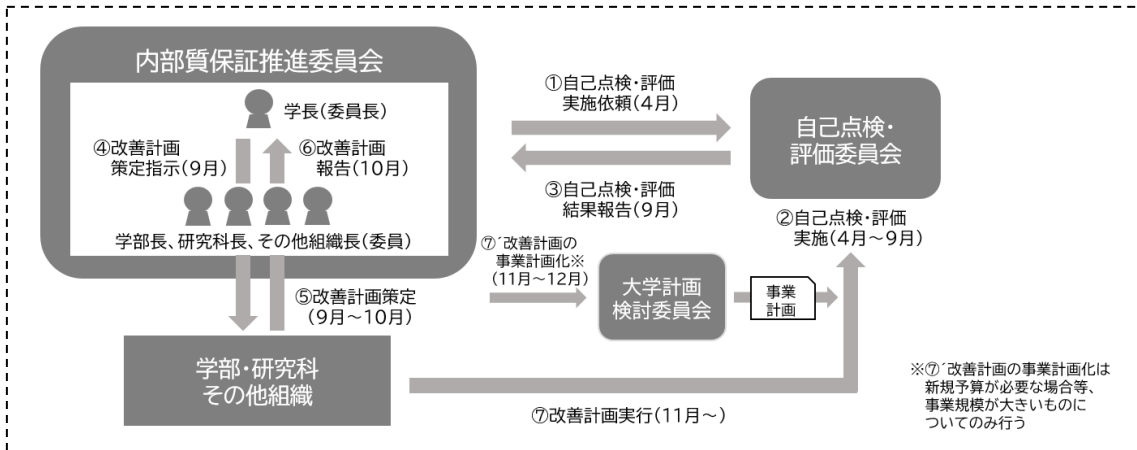 内部質保証推進委員会
学長(委員長)
④改善計画
策定指示(9月)
⑥改善計画
報告(10月)
学部長、研究科長、その他組織長(委員)
①自己点検・評価
実施依頼(4月)
③自己点検・評価
結果報告(9月)
自己点検・
評価委員会
②自己点検・評価
実施(4月～9月)
⑦´改善計画の
事業計画化※
(11月～12月)
大学計画
検討委員会
事業
計画
⑤改善計画策定
(9月～10月)
学部・研究科
その他組織
⑦改善計画実行(11月～)
※⑦´改善計画の事業計画化は
新規予算が必要な場合等、
事業規模が大きいものに
ついてのみ行う